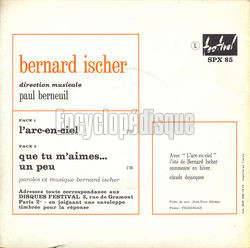 L
festival
SPX 85
bernard ischer
direction musicale
paul berneuil
FACE 1
l'arc-en-ciel
FACE 2
que tu m'aimes...
un peu
paroles et musique bernard ischer
Adressez toute correspondance aux
DISQUES FESTIVAL 2, rue de Gramont
Paris 2e - en joignant une enveloppe
timbrée pour la réponse
Avec "L'arc-en-ciel"
l'été de Bernard Ischer
commence en hiver.
claude dejacques
Encyclopédisque